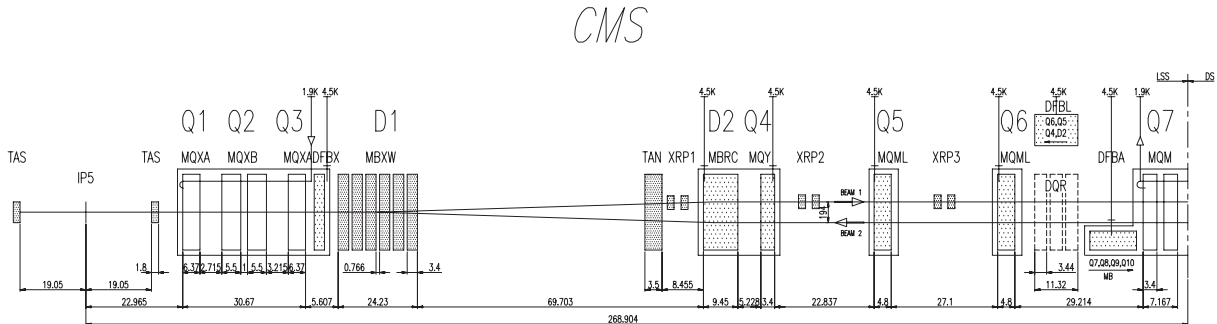 CMS
LSS DS
1.9K 4.5K 4.5K 4.5K 4.5K 4.5K 4.5K 4.5K 1.9K
Q1 Q2 Q3 D1 D2 Q4 Q5 Q6 DFBL Q7
Q6,Q5
Q4,D2
TAS TAS MQXA MQXB MQXA DFBX MBXW TAN XRP1 MBRC MQY XRP2 MQML XRP3 MQML DFBA MQM
IP5
DQR
BEAM 1
194
BEAM 2
Q7,Q8,Q9,Q10
MB
1.8 6.37 2.715 5.5 1 5.5 3.215 6.37 0.766 3.4 3.44
19.05 19.05 3.5 8.455 11.32 3.4
22.965 30.67 5.607 24.23 69.703 9.45 5.228 3.4 22.837 4.8 27.1 4.8 29.214 7.167
268.904